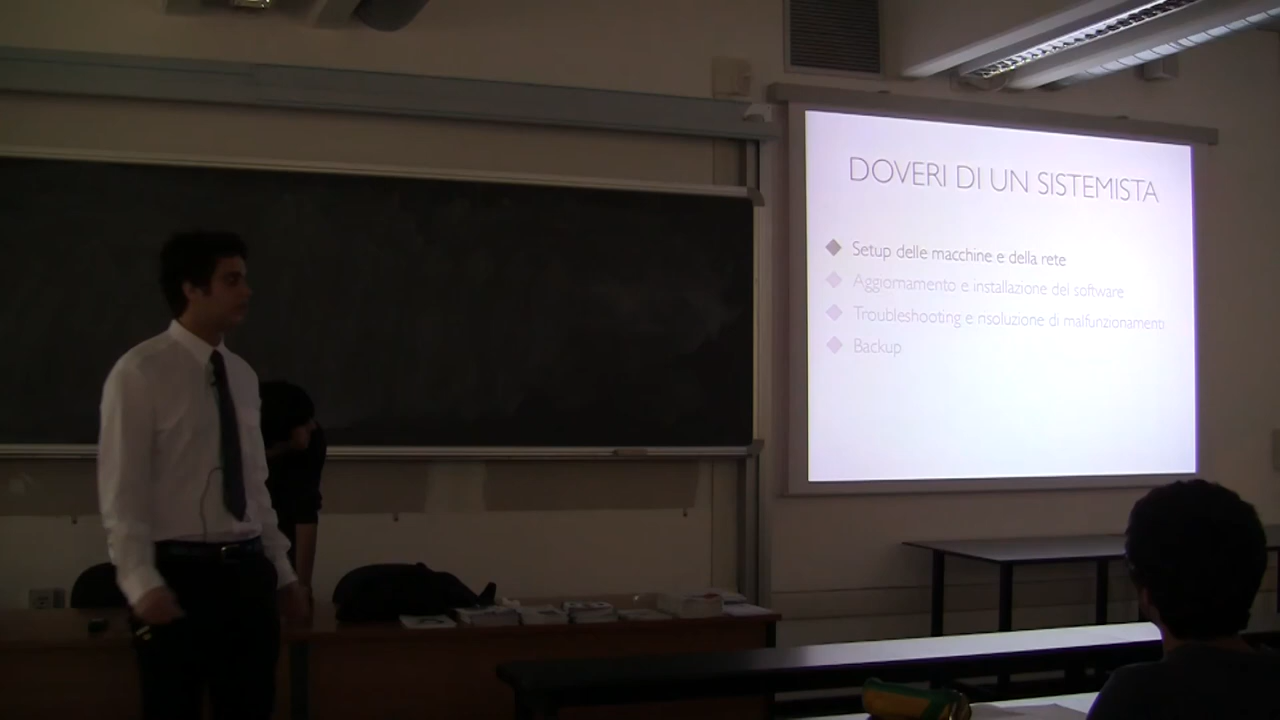 DOVERI DI UN SISTEMISTA
Setup delle macchine e della rete
Aggiornamento e installazione dei software
Troubleshooting e risoluzione di malfunzionamenti
Backup